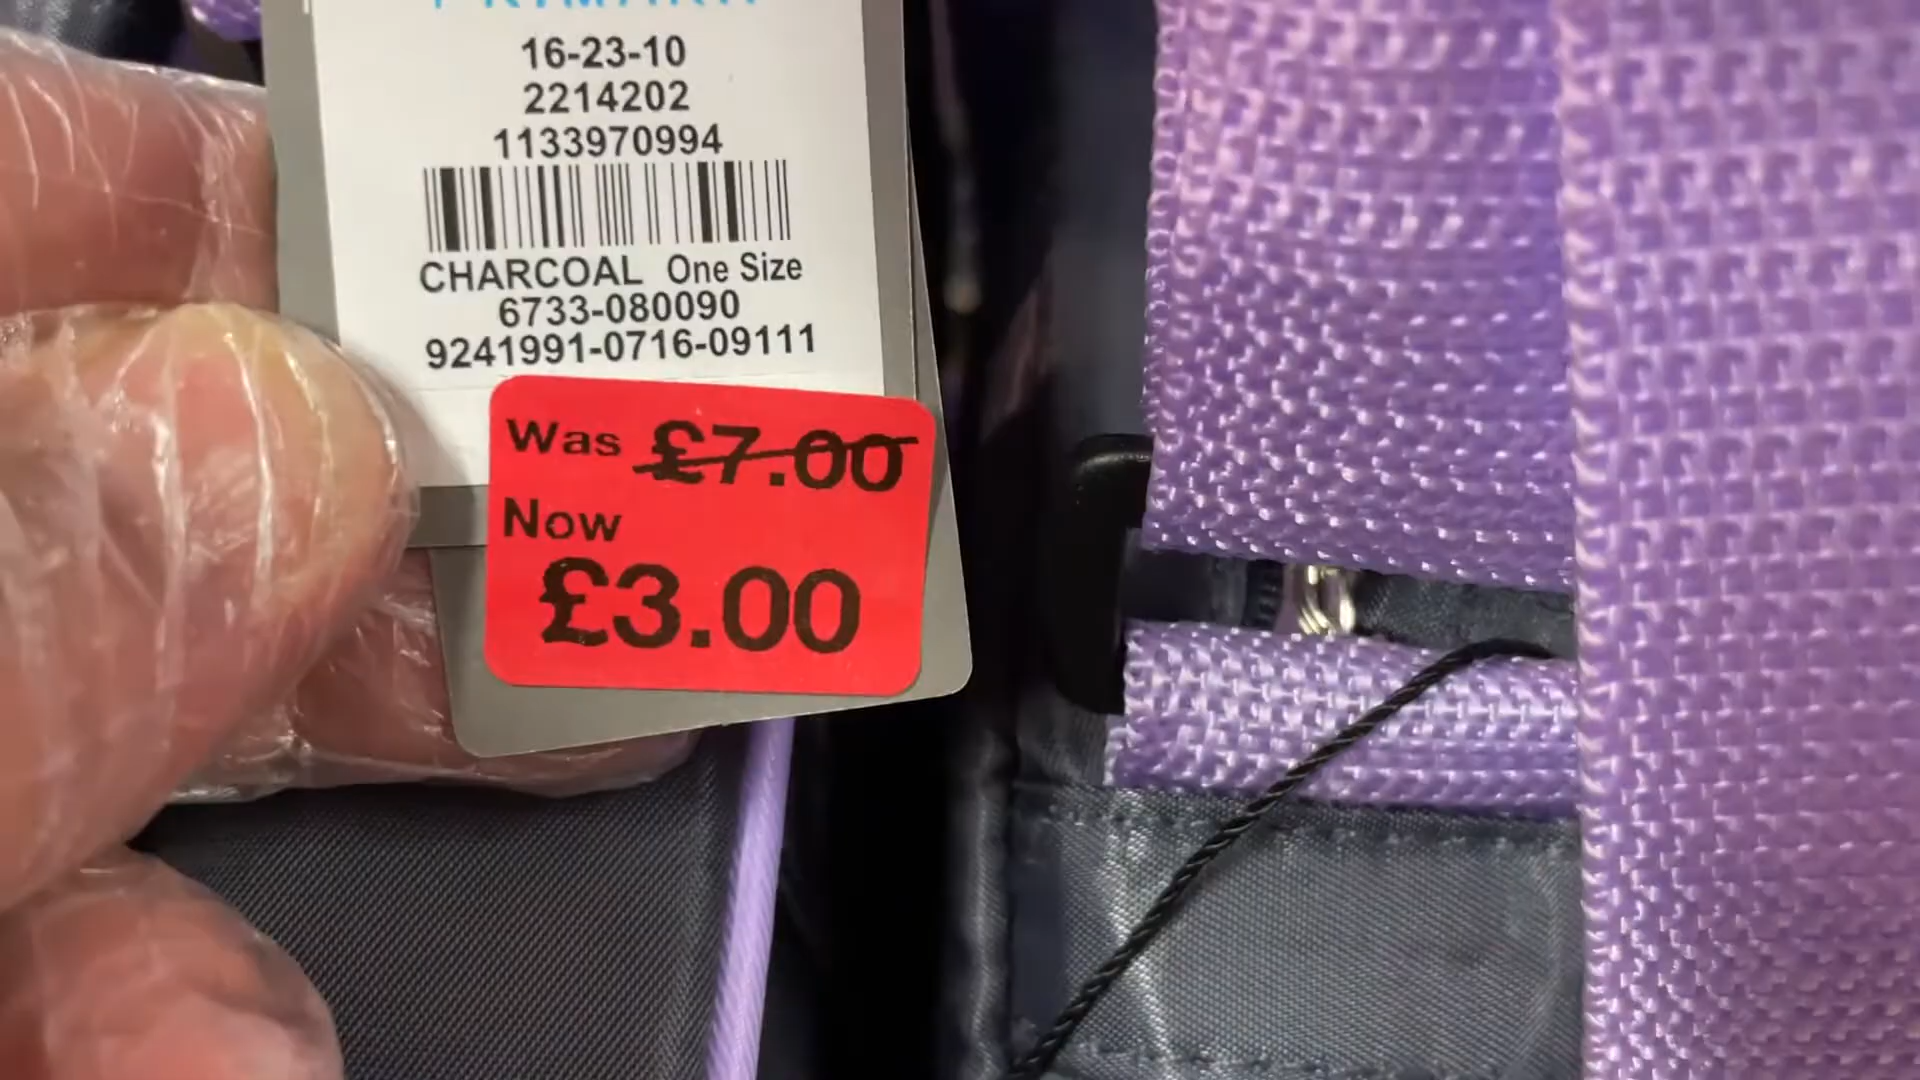 PRIMARK
16-23-10
2214202
1133970994
CHARCOAL One Size
6733-080090
9241991-0716-09111
Was £7.00
Now
£3.00